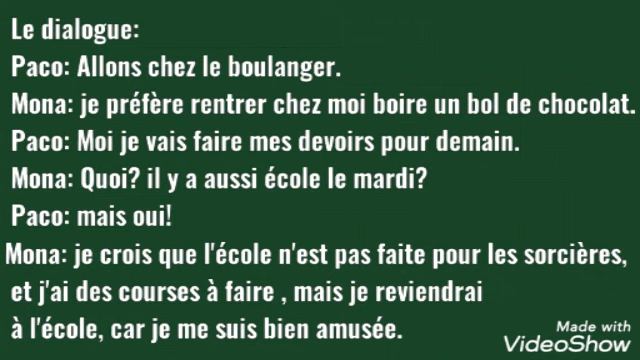 Le dialogue:
Paco: Allons chez le boulanger.
Mona: je préfère rentrer chez moi boire un bol de chocolat.
Paco: Moi je vais faire mes devoirs pour demain.
Mona: Quoi? il y a aussi école le mardi?
Paco: mais oui!
Mona: je crois que l'école n'est pas faite pour les sorcières,
et j'ai des courses à faire , mais je reviendrai
à l'école, car je me suis bien amusée.
Made with
VideoShow